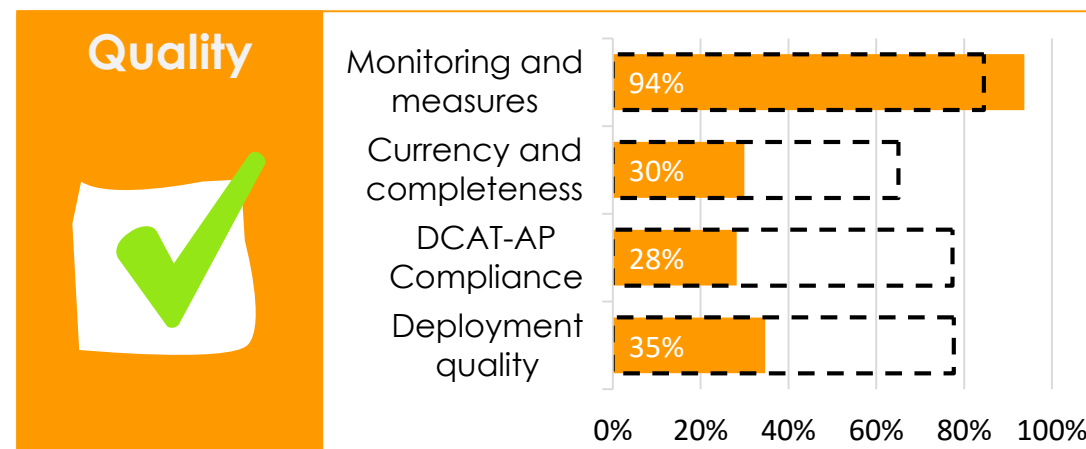 Quality
Monitoring and
measures
94%
Currency and
completeness
30%
DCAT-AP
Compliance
28%
Deployment
quality
35%
0% 20% 40% 60% 80% 100%